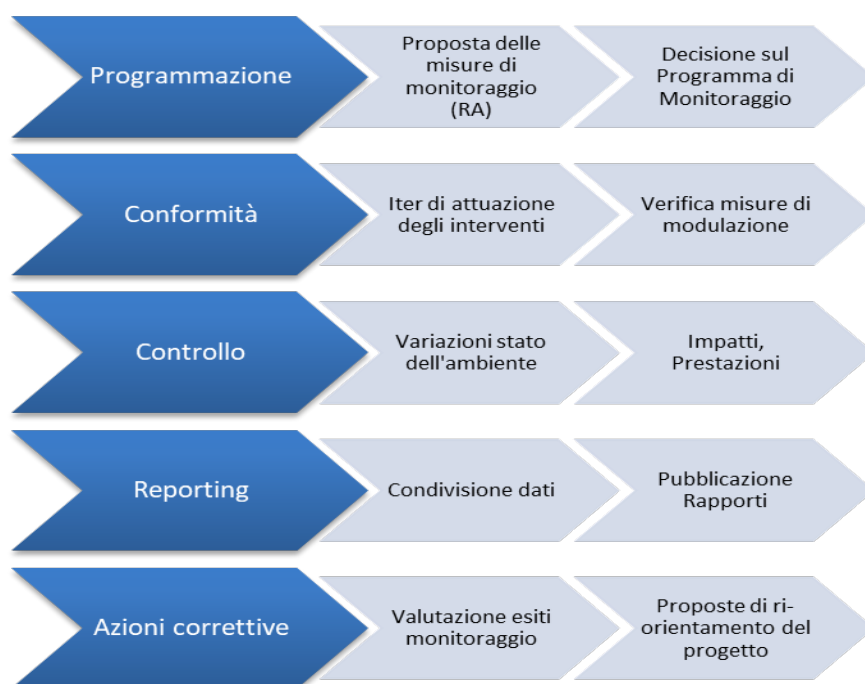 Programmazione
Proposta delle
misure di
monitoraggio
(RA)
Decisione sul
Programma di
Monitoraggio
Conformità
Iter di attuazione
degli interventi
Verifica misure di
modulazione
Controllo
Variazioni stato
dell'ambiente
Impatti,
Prestazioni
Reporting
Condivisione dati
Pubblicazione
Rapporti
Azioni correttive
Valutazione esiti
monitoraggio
Proposte di ri-
orientamento del
progetto